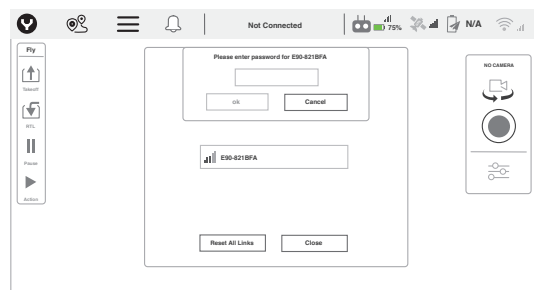 Not Connected
75%
N/A
Fly
Takeoff
RTL
Pause
Action
Please enter password for E90-821BFA
ok
Cancel
E90-821BFA
Reset All Links
Close
NO CAMERA